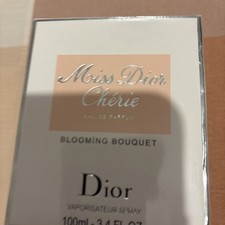 Miss Dior
Chérie
EAU DE PARFUM
BLOOMING BOUQUET
Dior
VAPORISATEUR SPRAY
100ml - 3.4 FL.OZ